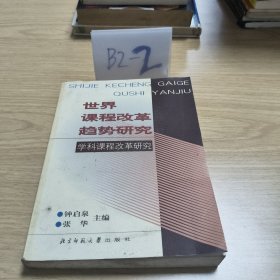 B2-2
SHIJIE KECHENG GAIGE
QUSHI YANJIU
世界
课程改革
趋势研究
学科课程改革研究
●钟启泉
●张 华 主编
北京师范大学出版社